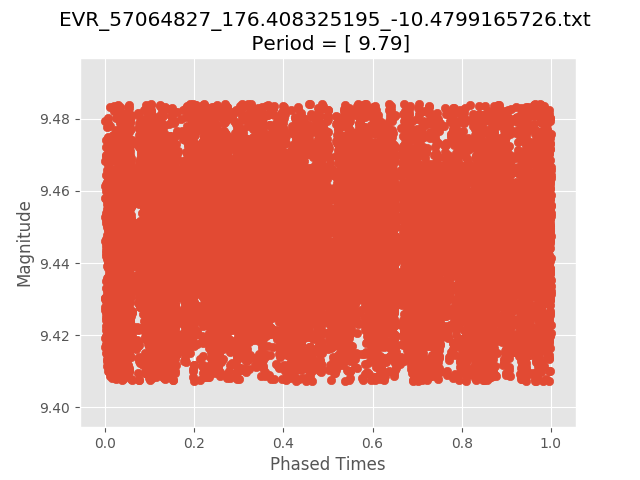 EVR_57064827_176.408325195_-10.4799165726.txt
Period = [ 9.79]
9.48
9.46
9.44
9.42
9.40
Magnitude
0.0 0.2 0.4 0.6 0.8 1.0
Phased Times